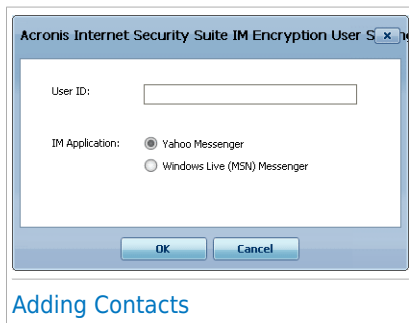 Acronis Internet Security Suite IM Encryption User
User ID:
IM Application:
Yahoo Messenger
Windows Live (MSN) Messenger
OK
Cancel
Adding Contacts